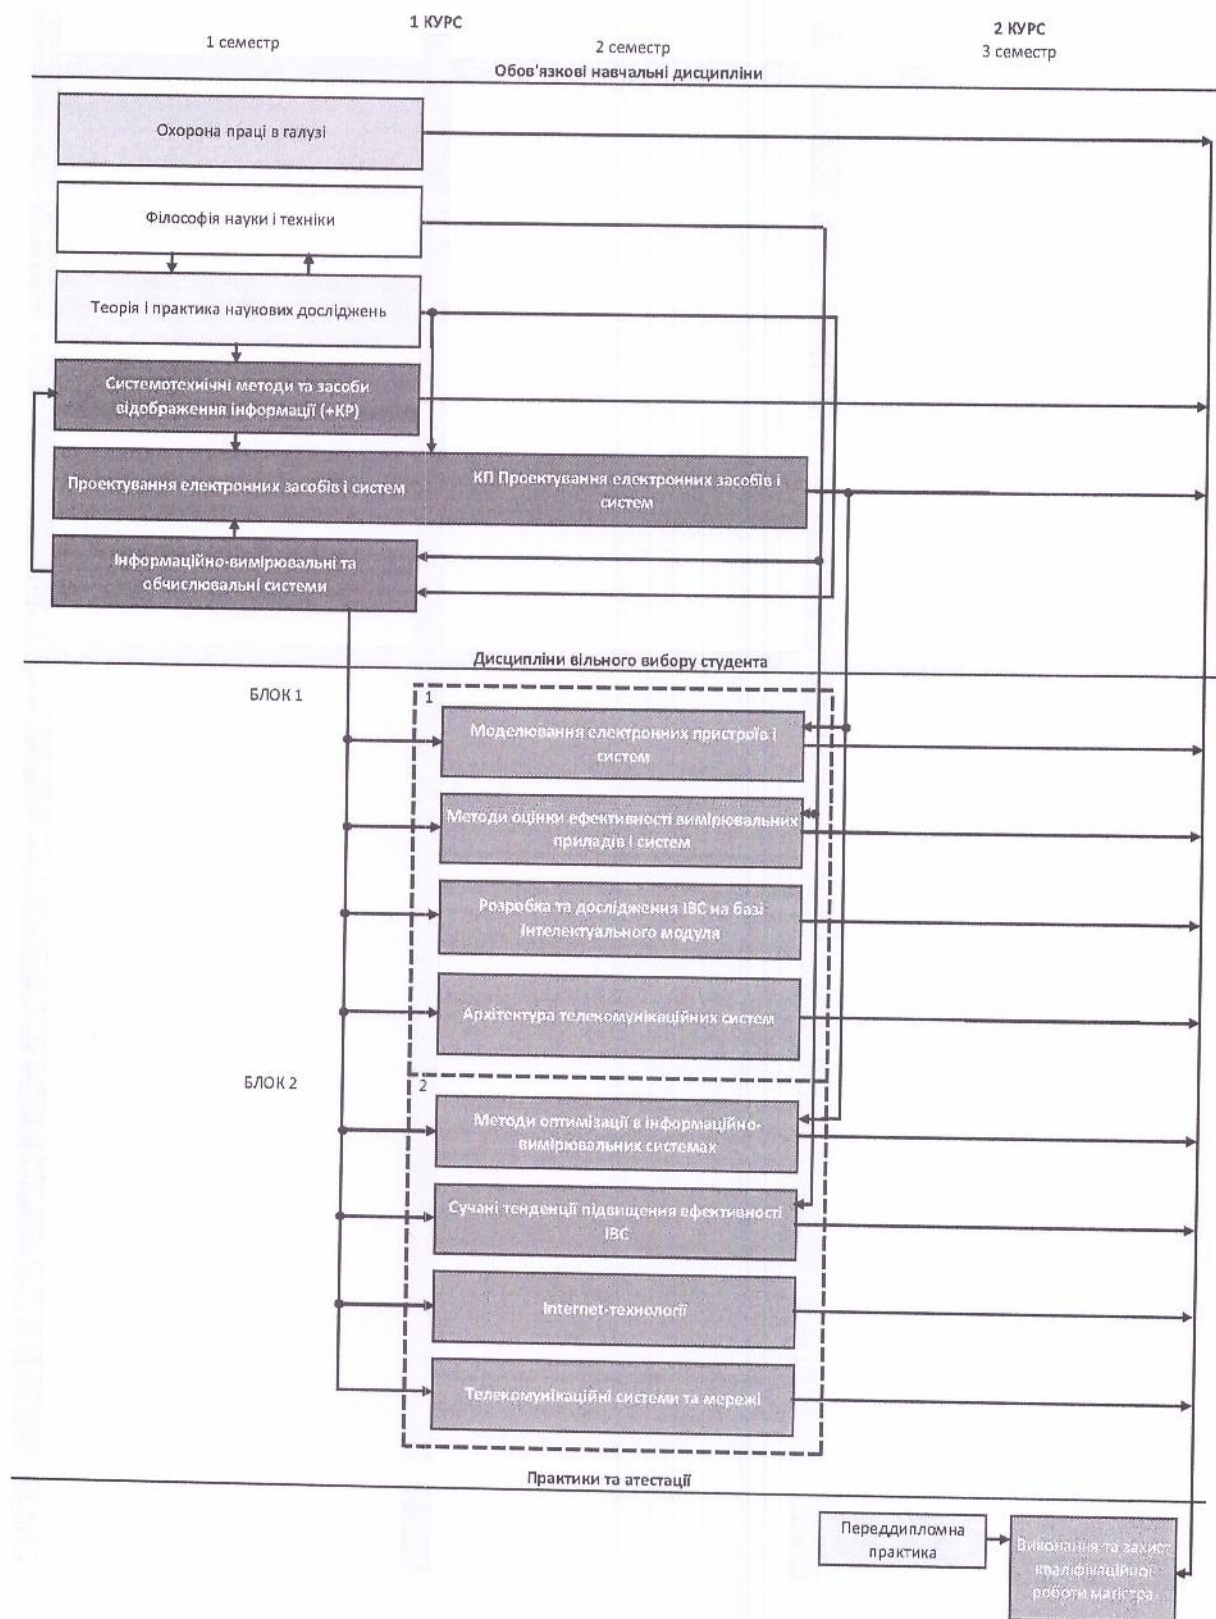 1 КУРС
2 КУРС
1 семестр
2 семестр
3 семестр
Обов'язкові навчальні дисципліни
Охорона праці в галузі
Філософія науки і техніки
Теорія і практика наукових досліджень
Системотехнічні методи та засоби
відображення інформації (+КР)
Проектування електронних засобів і систем
КП Проектування електронних засобів і
систем
Інформаційно-вимірювальні та
обчислювальні системи
Дисципліни вільного вибору студента
БЛОК 1
1
Моделювання електронних пристроїв і
систем
Методи оцінки ефективності вимірювальних
приладів і систем
Розробка та дослідження ІВС на базі
Інтелектуального модуля
Архітектура телекомунікаційних систем
БЛОК 2
2
Методи оптимізації в інформаційно-
вимірювальних системах
Сучані тенденції підвищення ефективності
ІВС
Internet-технології
Телекомунікаційні системи та мережі
Практики та атестації
Переддипломна
практика
Виконання та захист
кваліфікаційної
роботи магістра